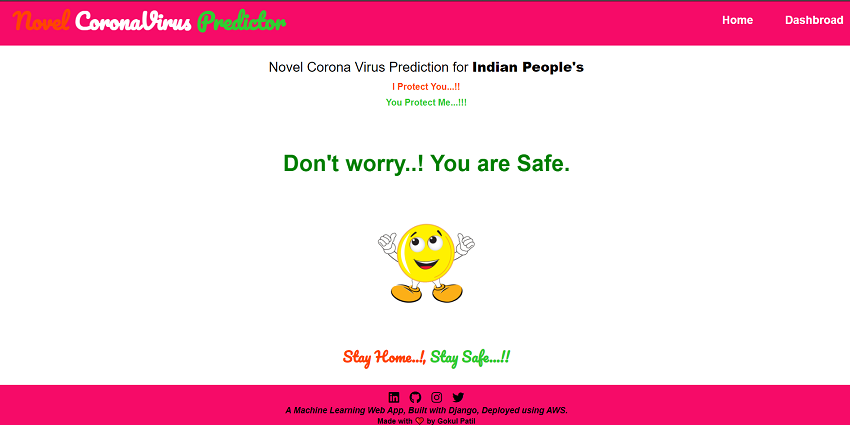 Novel CoronaVirus Predictor Home Dashbroad
Novel Corona Virus Prediction for Indian People's
I Protect You...!!
You Protect Me...!!!
Don't worry..! You are Safe.
Stay Home..!, Stay Safe...!!
A Machine Learning Web App, Built with Django, Deployed using AWS.
Made with ♡ by Gokul Patil